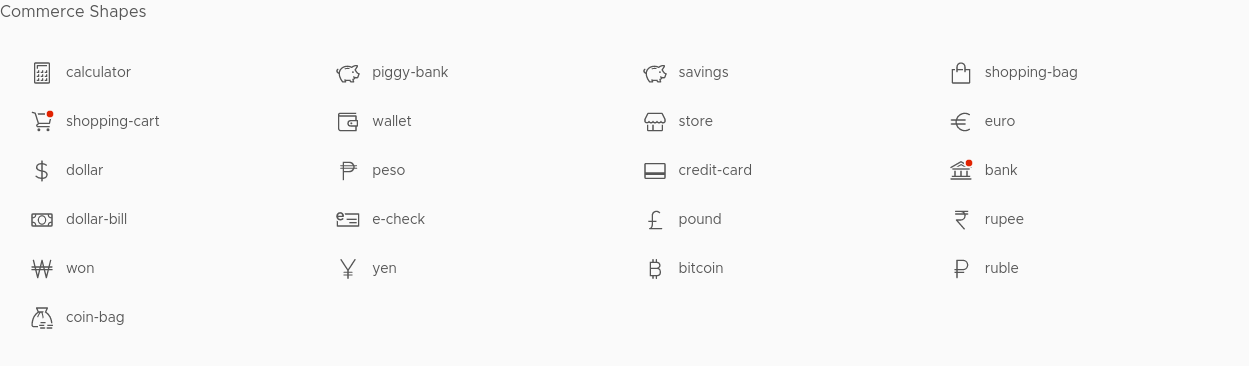 Commerce Shapes
calculator piggy-bank savings shopping-bag
shopping-cart wallet store euro
dollar peso credit-card bank
dollar-bill e-check pound rupee
won yen bitcoin ruble
coin-bag